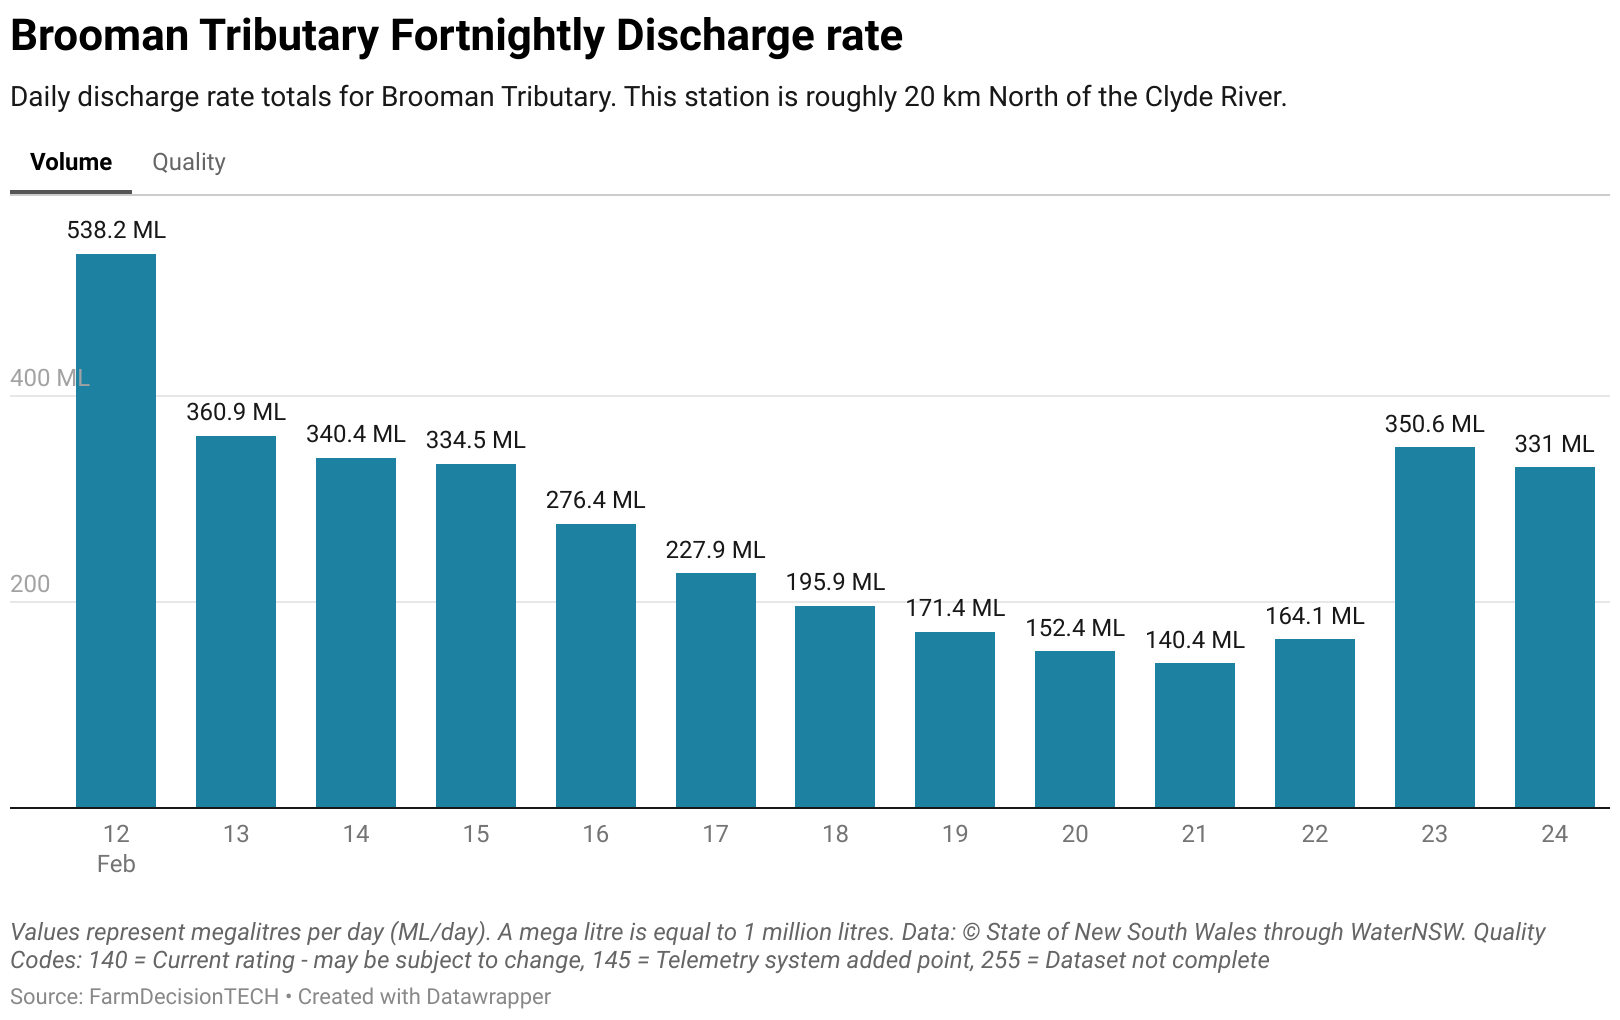 Brooman Tributary Fortnightly Discharge rate
Daily discharge rate totals for Brooman Tributary. This station is roughly 20 km North of the Clyde River.
Volume Quality
538.2 ML
400 ML
360.9 ML
340.4 ML
334.5 ML
276.4 ML
227.9 ML
195.9 ML
171.4 ML
152.4 ML
140.4 ML
164.1 ML
350.6 ML
331 ML
200
12 13 14 15 16 17 18 19 20 21 22 23 24
Feb
Values represent megalitres per day (ML/day). A mega litre is equal to 1 million litres. Data: © State of New South Wales through WaterNSW. Quality
Codes: 140 = Current rating - may be subject to change, 145 = Telemetry system added point, 255 = Dataset not complete
Source: FarmDecisionTECH • Created with Datawrapper